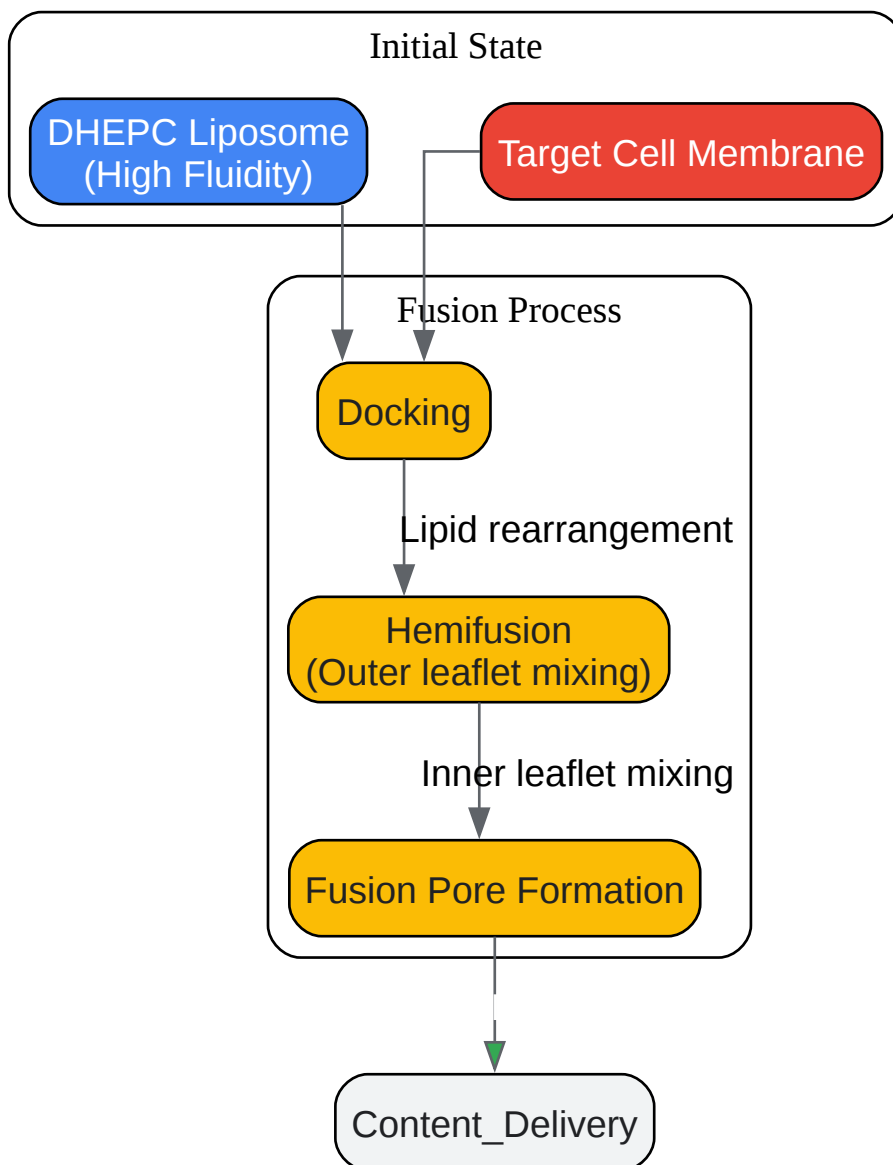 Initial State
DHEPC Liposome
(High Fluidity)
Target Cell Membrane
Fusion Process
Docking
Lipid rearrangement
Hemifusion
(Outer leaflet mixing)
Inner leaflet mixing
Fusion Pore Formation
Content_Delivery